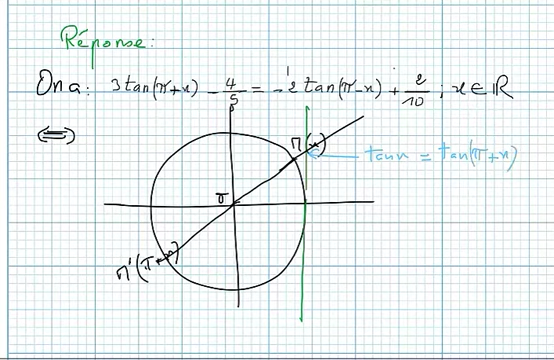 Réponse:
On a: 3tan(π+x) - 4/5 = -2tan(π-x) + 2/10 ; x ∈ ℝ
⟺
M(x)
tan x = tan(π+x)
M'(π+x)